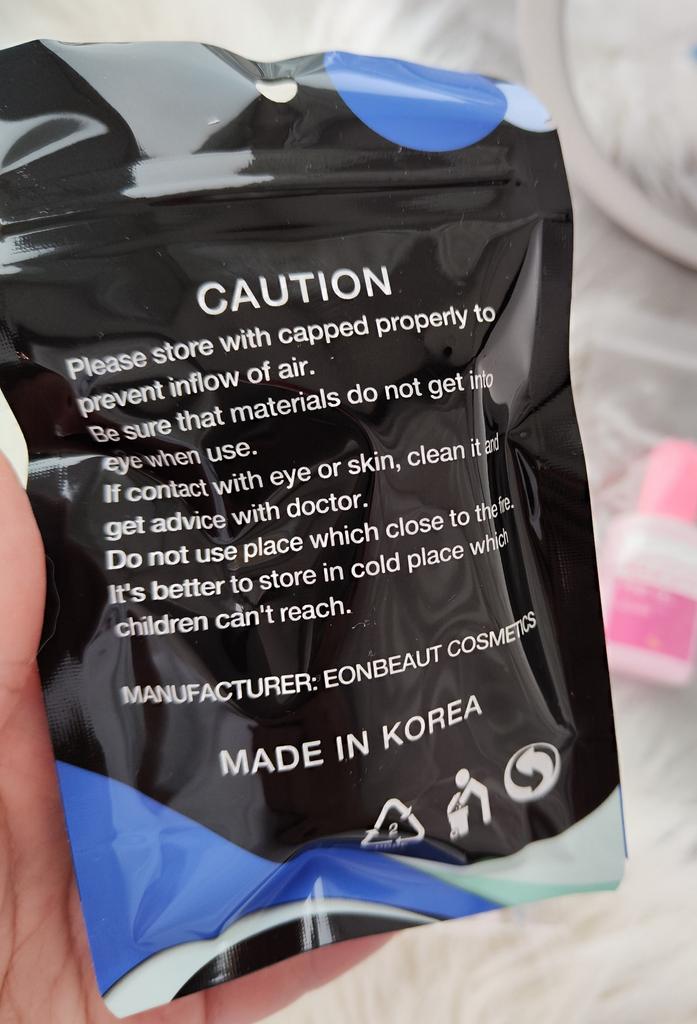 CAUTION
Please store with capped properly to
prevent inflow of air.
Be sure that materials do not get into
eye when use.
If contact with eye or skin, clean it and
get advice with doctor.
Do not use place which close to the fire.
It's better to store in cold place which
children can't reach.
MANUFACTURER: EONBEAUT COSMETICS
MADE IN KOREA
2